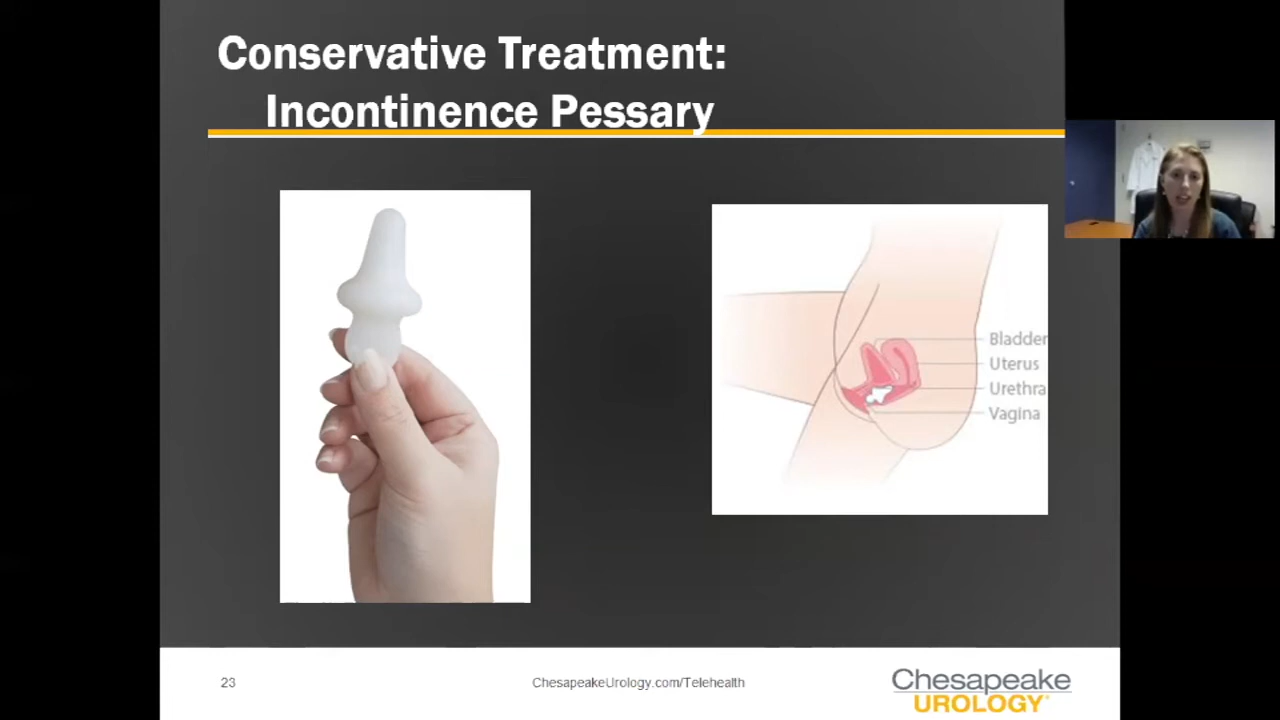 Conservative Treatment:
Incontinence Pessary
Bladder
Uterus
Urethra
Vagina
23
ChesapeakeUrology.com/Telehealth
Chesapeake
UROLOGY®